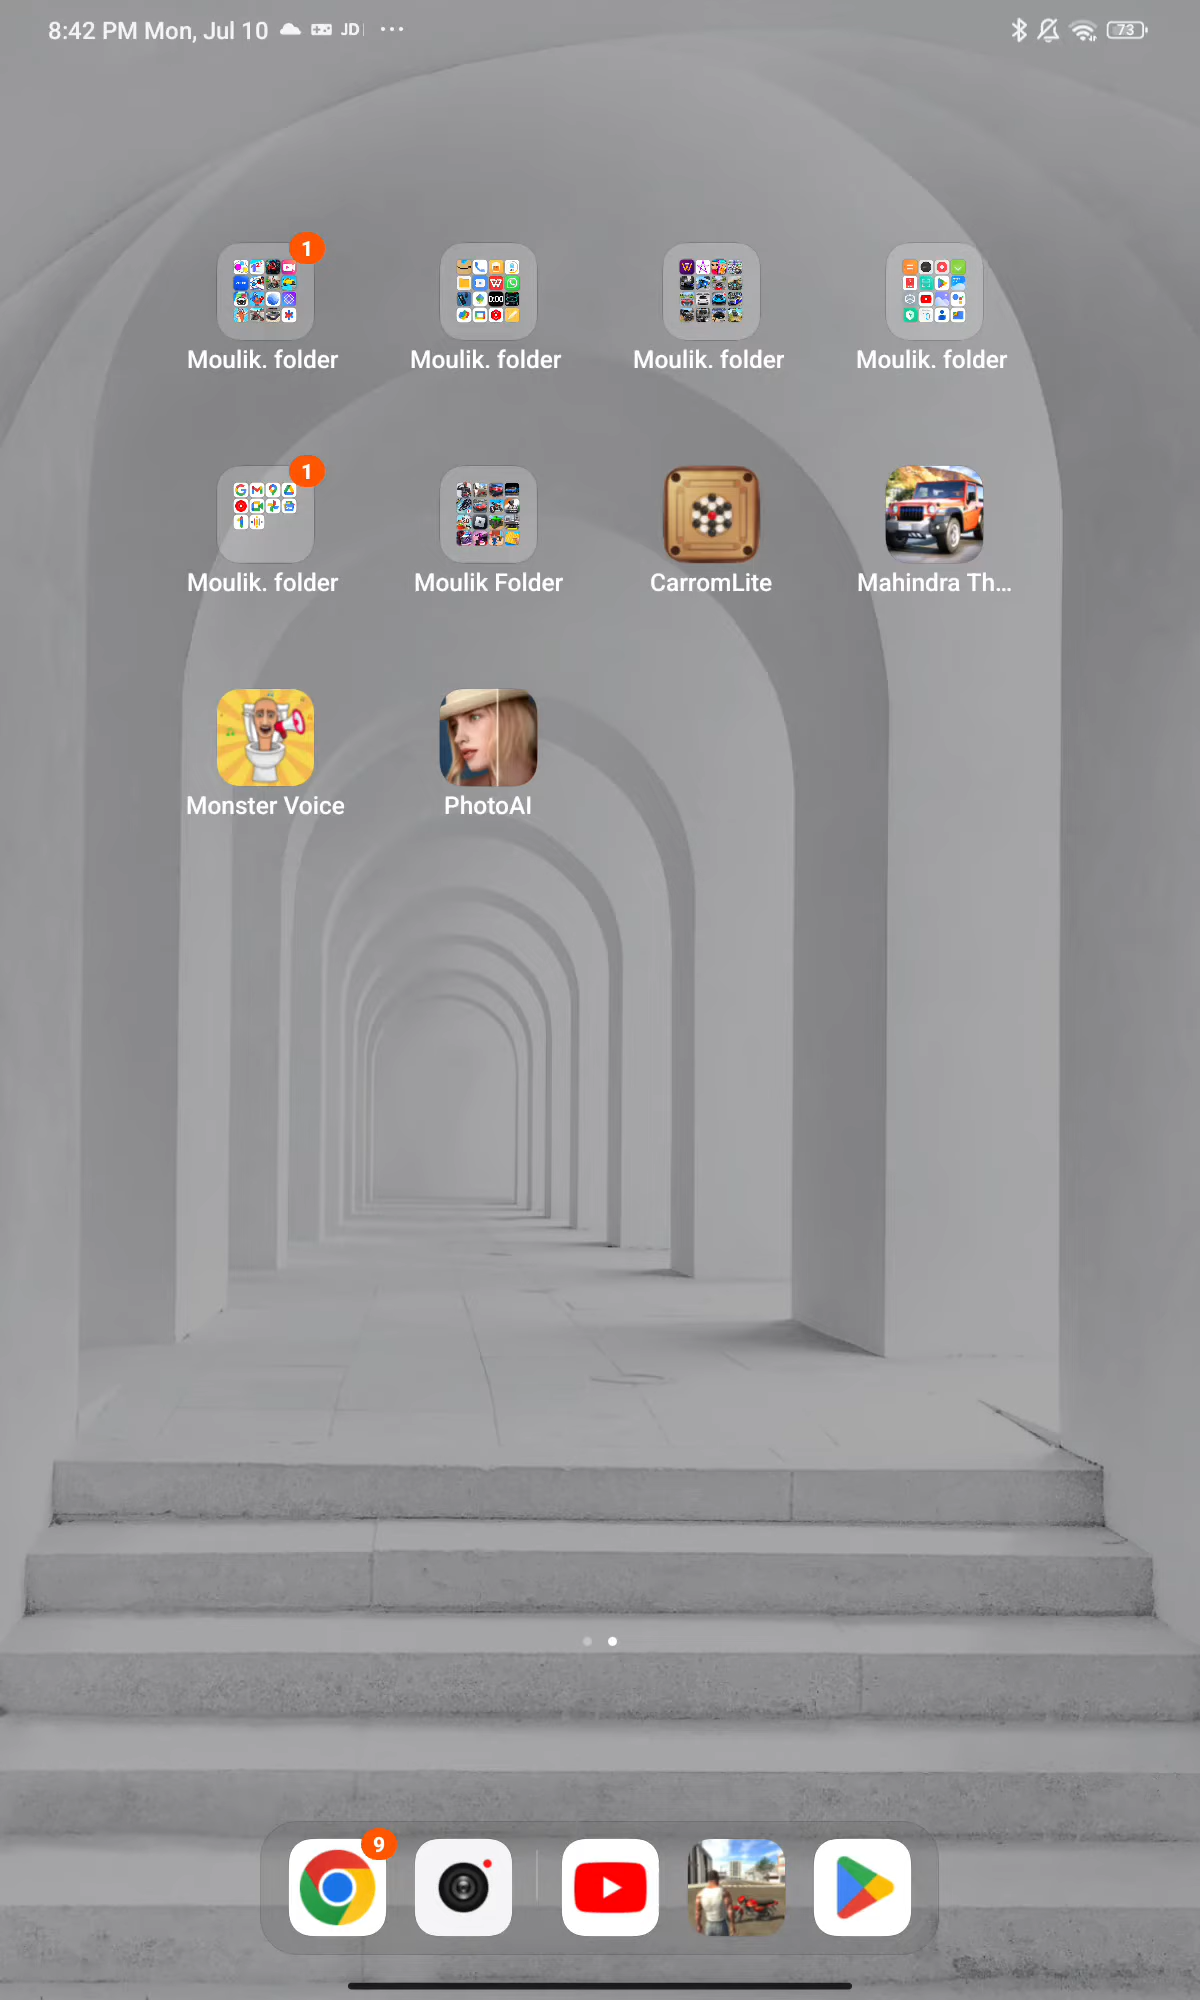 8:42 PM Mon, Jul 10 JD ... 73
1
Moulik. folder Moulik. folder Moulik. folder Moulik. folder
1
Moulik. folder Moulik Folder CarromLite Mahindra Th...
Monster Voice PhotoAI
9